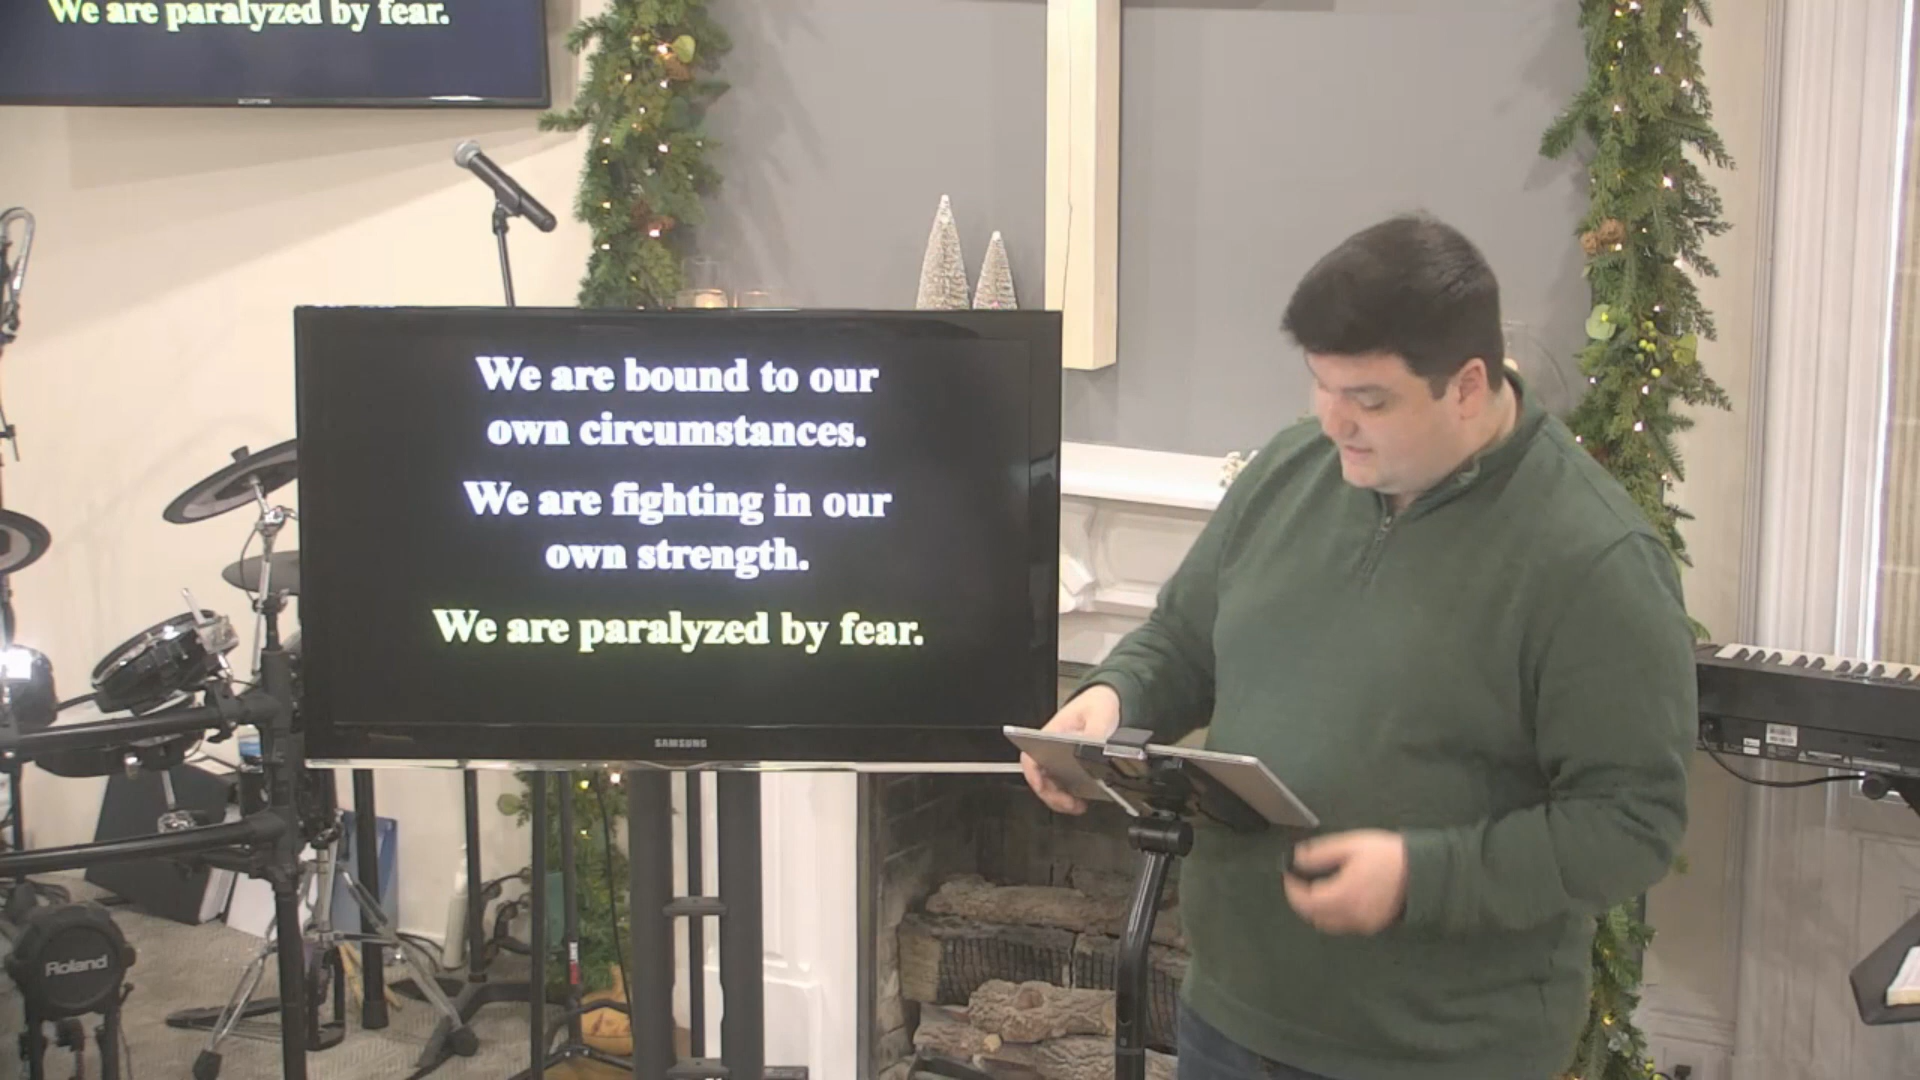 We are paralyzed by fear.
We are bound to our
own circumstances.
We are fighting in our
own strength.
We are paralyzed by fear.
SAMSUNG
Roland